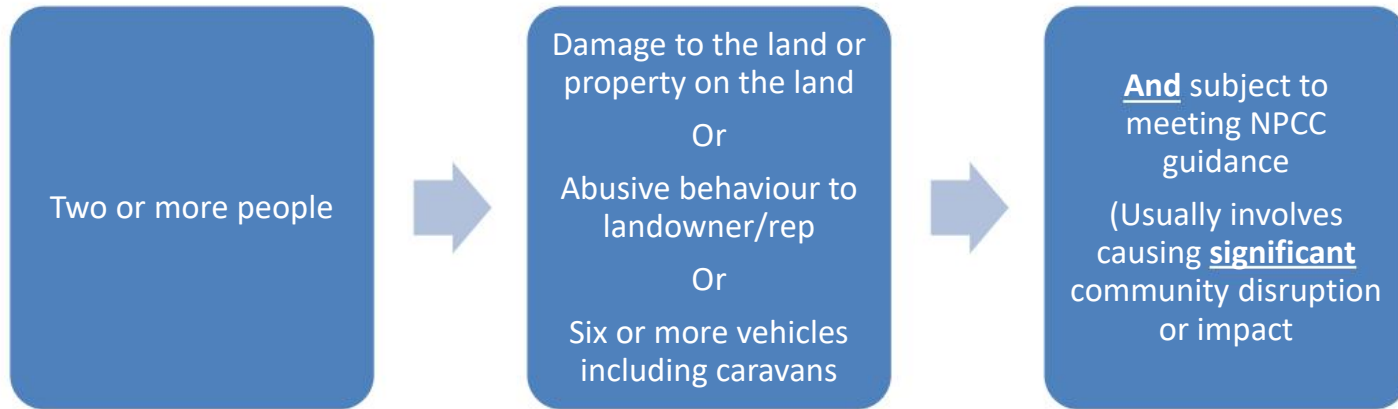 Two or more people
Damage to the land or
property on the land
Or
Abusive behaviour to
landowner/rep
Or
Six or more vehicles
including caravans
And subject to
meeting NPCC
guidance
(Usually involves
causing significant
community disruption
or impact